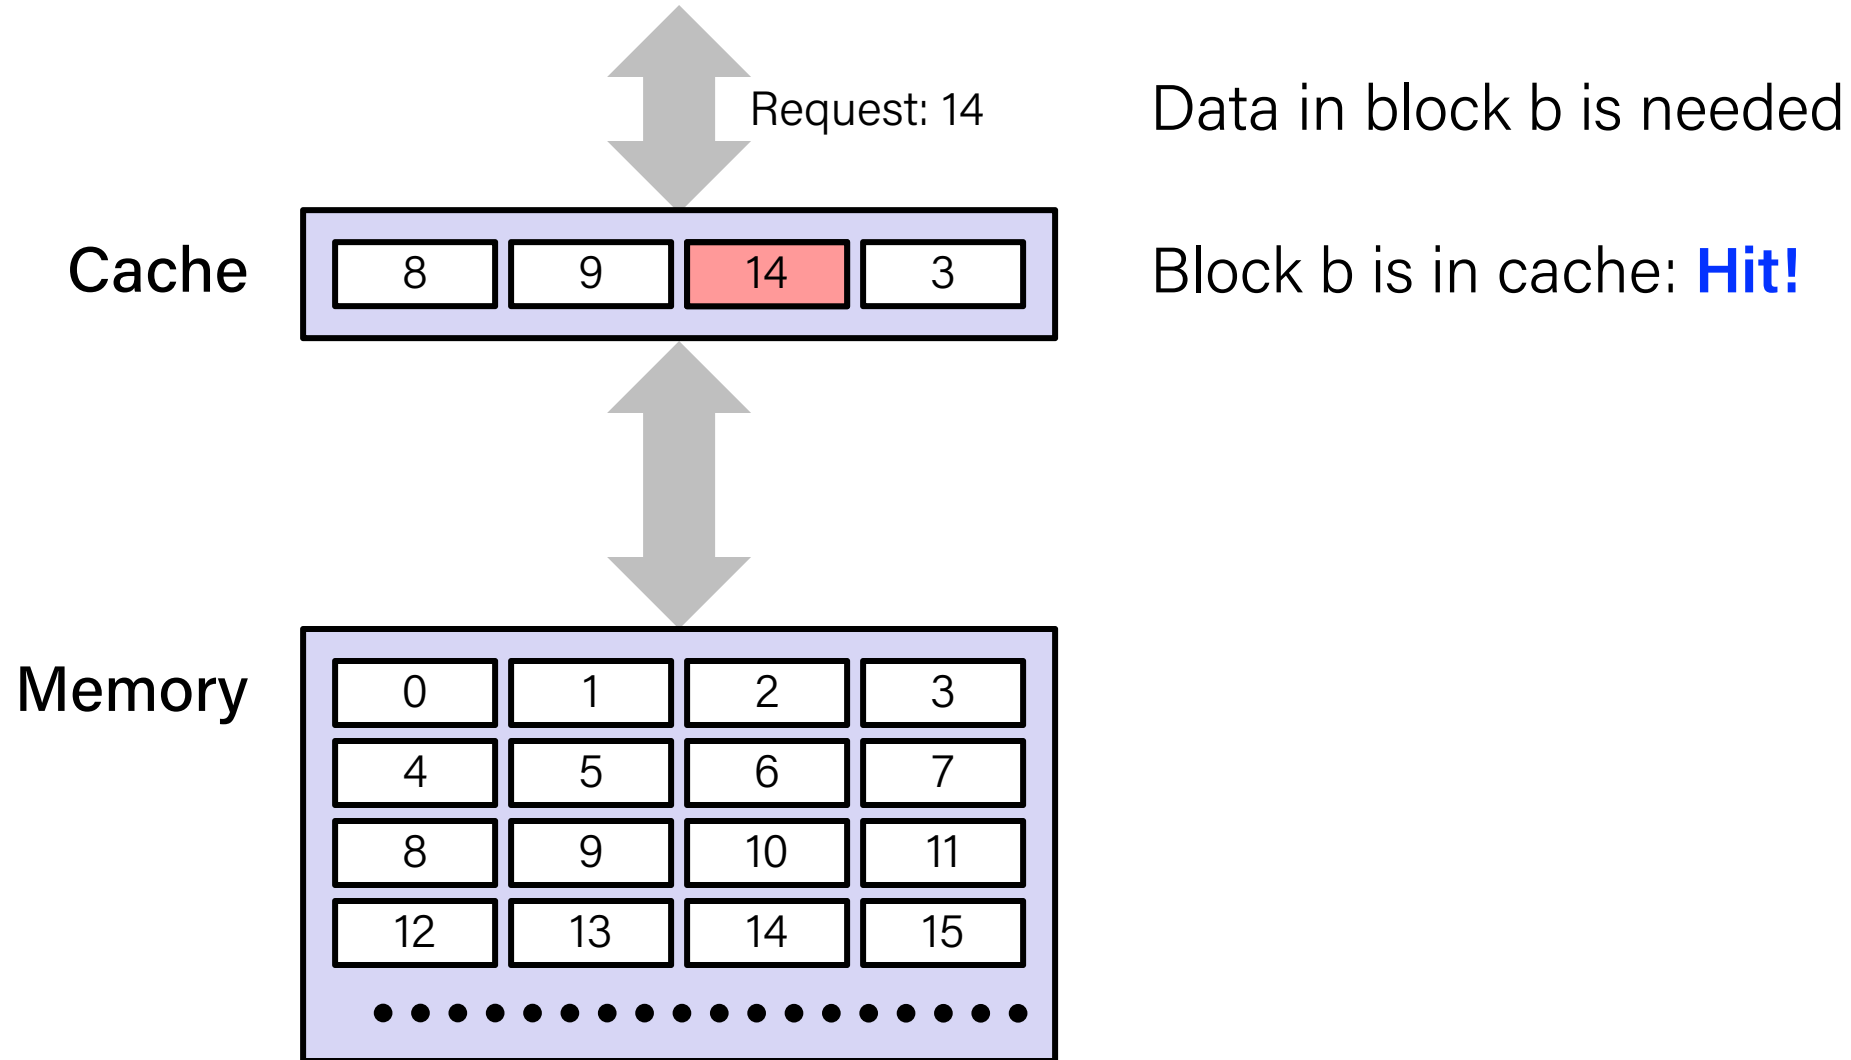 Request: 14
Data in block b is needed
Cache
8 9 14 3
Block b is in cache: Hit!
Memory
0 1 2 3
4 5 6 7
8 9 10 11
12 13 14 15